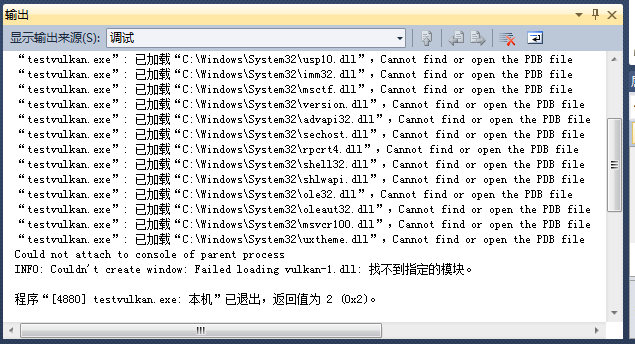 输出
显示输出来源(S): 调试
“testvulkan.exe”: 已加载“C:\Windows\System32\usp10.dll”，Cannot find or open the PDB file
“testvulkan.exe”: 已加载“C:\Windows\System32\imm32.dll”，Cannot find or open the PDB file
“testvulkan.exe”: 已加载“C:\Windows\System32\msctf.dll”，Cannot find or open the PDB file
“testvulkan.exe”: 已加载“C:\Windows\System32\version.dll”，Cannot find or open the PDB file
“testvulkan.exe”: 已加载“C:\Windows\System32\advapi32.dll”，Cannot find or open the PDB file
“testvulkan.exe”: 已加载“C:\Windows\System32\sechost.dll”，Cannot find or open the PDB file
“testvulkan.exe”: 已加载“C:\Windows\System32\rpcrt4.dll”，Cannot find or open the PDB file
“testvulkan.exe”: 已加载“C:\Windows\System32\shell32.dll”，Cannot find or open the PDB file
“testvulkan.exe”: 已加载“C:\Windows\System32\shlwapi.dll”，Cannot find or open the PDB file
“testvulkan.exe”: 已加载“C:\Windows\System32\ole32.dll”，Cannot find or open the PDB file
“testvulkan.exe”: 已加载“C:\Windows\System32\oleaut32.dll”，Cannot find or open the PDB file
“testvulkan.exe”: 已加载“C:\Windows\System32\msvcr100.dll”，Cannot find or open the PDB file
“testvulkan.exe”: 已加载“C:\Windows\System32\uxtheme.dll”，Cannot find or open the PDB file
Could not attach to console of parent process
INFO: Couldn't create window: Failed loading vulkan-1.dll: 找不到指定的模块。
程序“[4880] testvulkan.exe: 本机”已退出，返回值为 2 (0x2)。